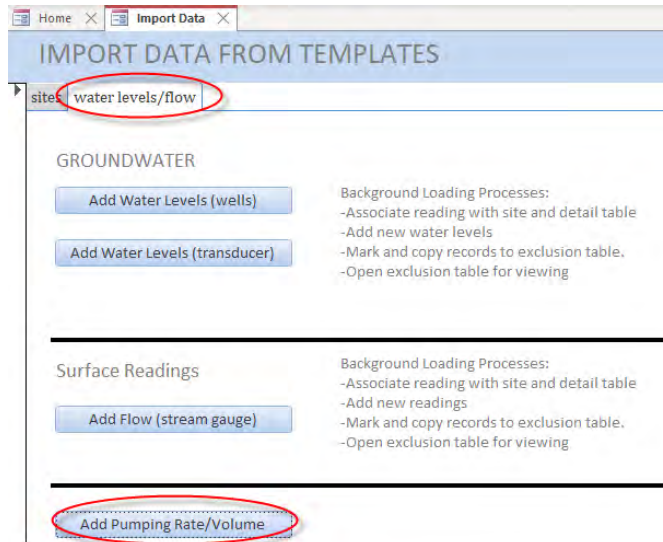 Home Import Data
IMPORT DATA FROM TEMPLATES
sites water levels/flow
GROUNDWATER
Add Water Levels (wells)
Add Water Levels (transducer)
Background Loading Processes:
-Associate reading with site and detail table
-Add new water levels
-Mark and copy records to exclusion table.
-Open exclusion table for viewing
Surface Readings
Add Flow (stream gauge)
Background Loading Processes:
-Associate reading with site and detail table
-Add new readings
-Mark and copy records to exclusion table.
-Open exclusion table for viewing
Add Pumping Rate/Volume